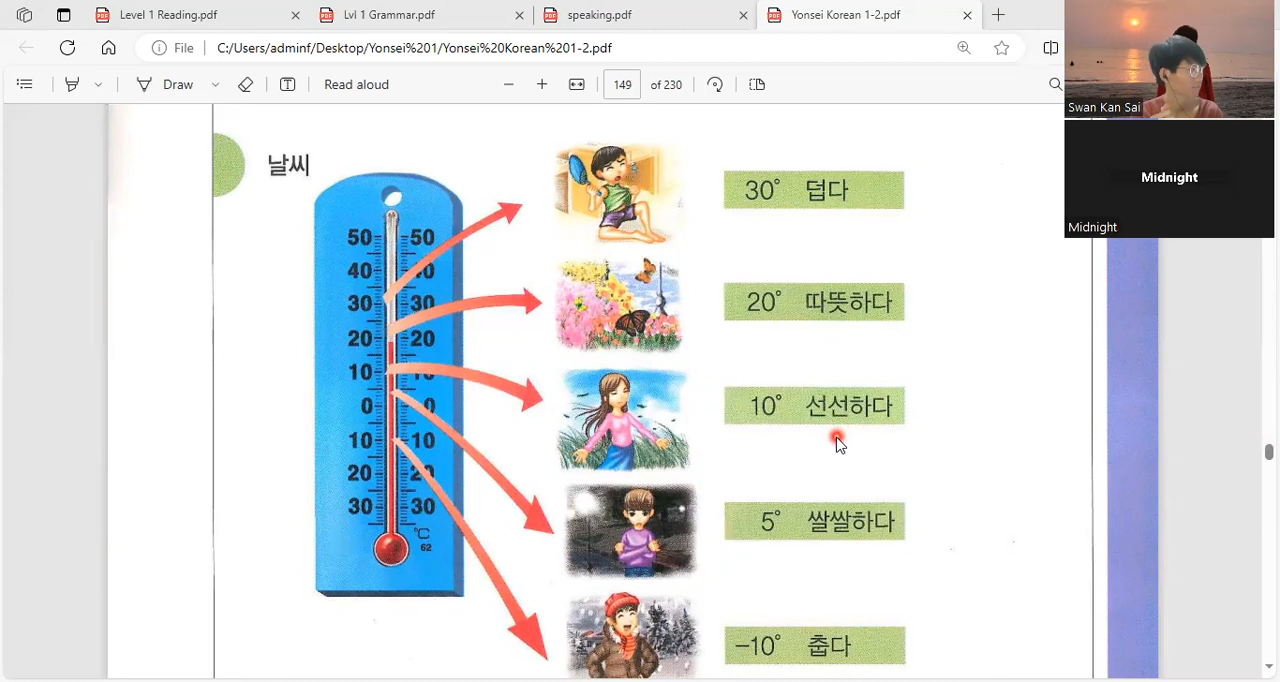 Level 1 Reading.pdf
Lvl 1 Grammar.pdf
speaking.pdf
Yonsei Korean 1-2.pdf
File
C:/Users/adminf/Desktop/Yonsei%201/Yonsei%20Korean%201-2.pdf
Draw
Read aloud
149
of 230
Swan Kan Sai
Midnight
Midnight
날씨
50 50
40 40
30 30
20 20
10 10
0 0
10 10
20 20
30 30
°C
62
30° 덥다
20° 따뜻하다
10° 선선하다
5° 쌀쌀하다
-10° 춥다